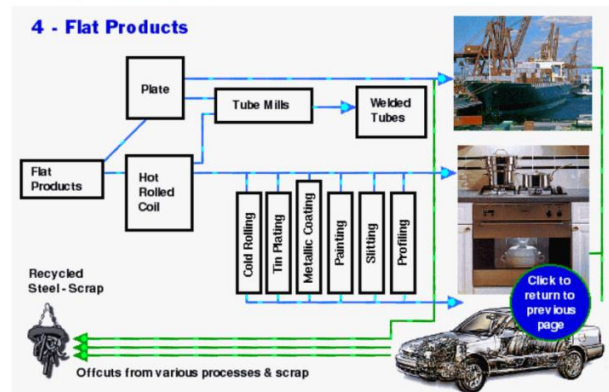 4 - Flat Products
Plate
Tube Mills
Welded
Tubes
Flat
Products
Hot
Rolled
Coil
Cold Rolling
Tin Plating
Metallic Coating
Painting
Slitting
Profiling
Recycled
Steel - Scrap
Click to
return to
previous
page
Offcuts from various processes & scrap